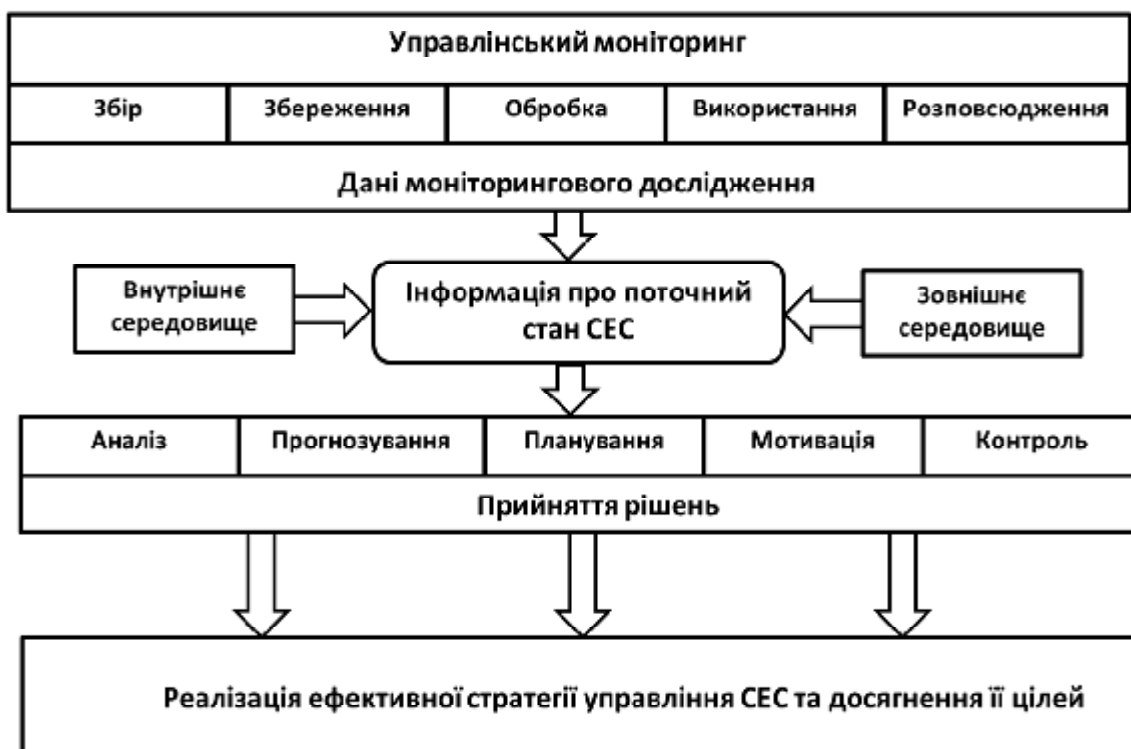 Управлінський моніторинг
Збір
Збереження
Обробка
Використання
Розповсюдження
Дані моніторингового дослідження
Внутрішнє
середовище
Інформація про поточний
стан СЕС
Зовнішнє
середовище
Аналіз
Прогнозування
Планування
Мотивація
Контроль
Прийняття рішень
Реалізація ефективної стратегії управління СЕС та досягнення її цілей